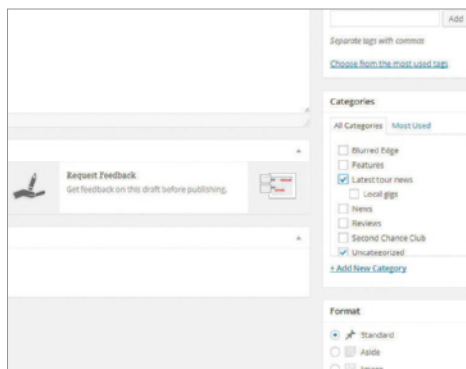 Add
Separate tags with commas
Choose from the most used tags
Categories
All Categories Most Used
Blurred Edge
Features
Latest tour news
Local gigs
News
Reviews
Second Chance Club
Uncategorized
+ Add New Category
Request Feedback
Get feedback on this draft before publishing.
Format
Standard
Aside
Image